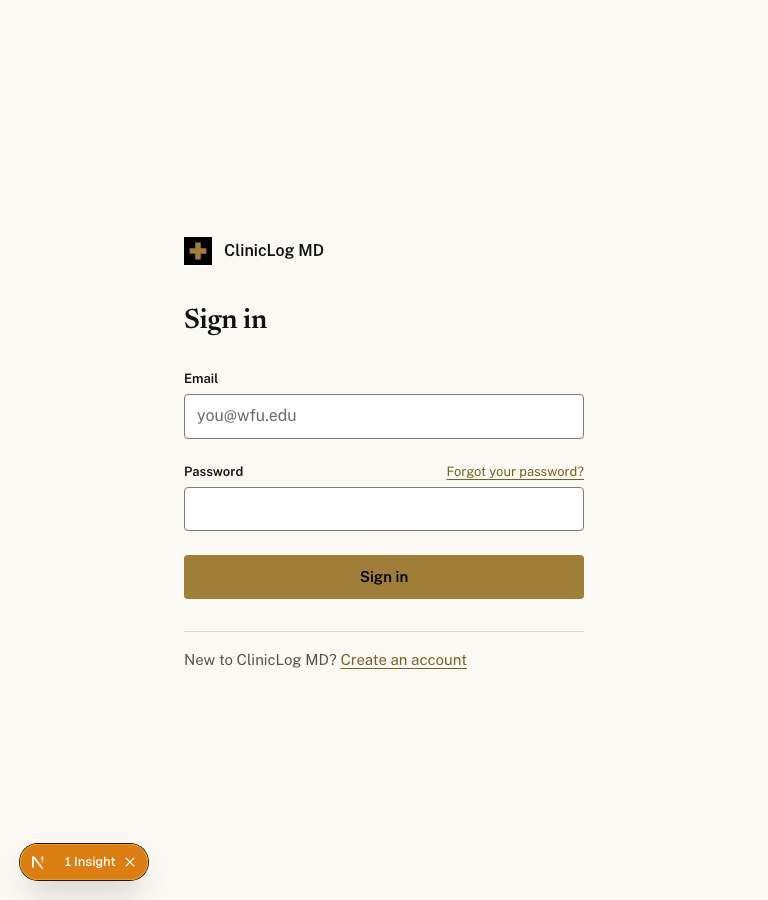 ClinicLog MD
Sign in
Email
you@wfu.edu
Password Forgot your password?
Sign in
New to ClinicLog MD? Create an account
1 Insight